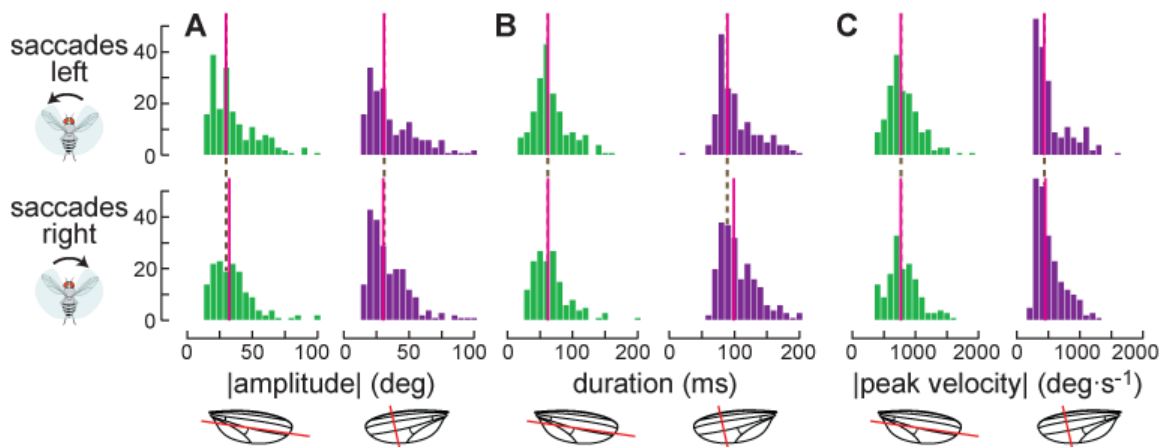 A
B
C
saccades
left
40
20
0
saccades
right
40
20
0
0 50 100 0 50 100 0 100 200 0 100 200 0 1000 2000 0 1000 2000
|amplitude| (deg) duration (ms) |peak velocity| (deg·s⁻¹)